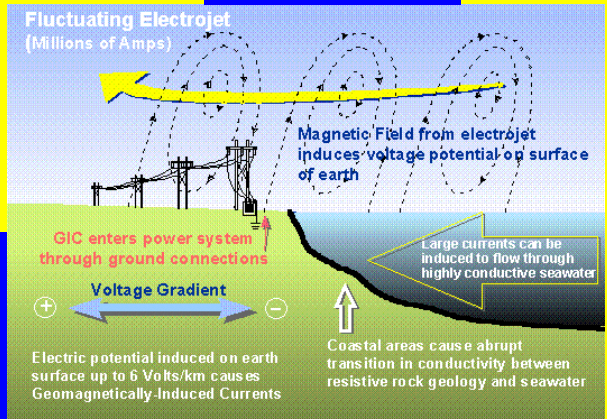 Fluctuating Electrojet
(Millions of Amps)
Magnetic Field from electrojet
induces voltage potential on surface
of earth
GIC enters power system
through ground connections
Large currents can be
induced to flow through
highly conductive seawater
Voltage Gradient
+
−
Electric potential induced on earth
surface up to 6 Volts/km causes
Geomagnetically-Induced Currents
Coastal areas cause abrupt
transition in conductivity between
resistive rock geology and seawater